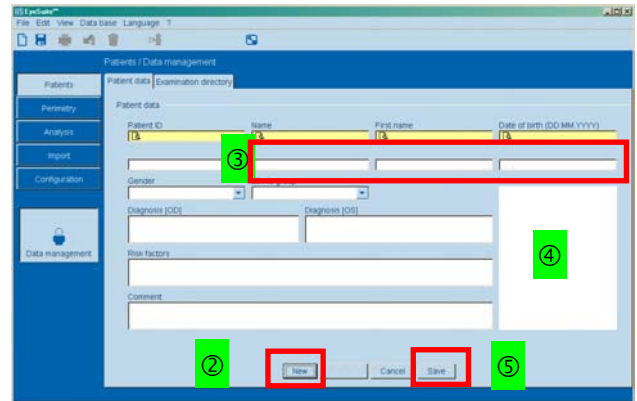 EyeSuite™
File Edit View Data base Language ?
Patients / Data management
Patients
Perimetry
Analysis
Import
Configuration
Data management
Patient data Examination directory
Patient data
Patient ID Name First name Date of birth (DD.MM.YYYY)
③
Gender
Diagnosis [OD] Diagnosis [OS]
Risk factors
④
Comment
② New Cancel Save ⑤